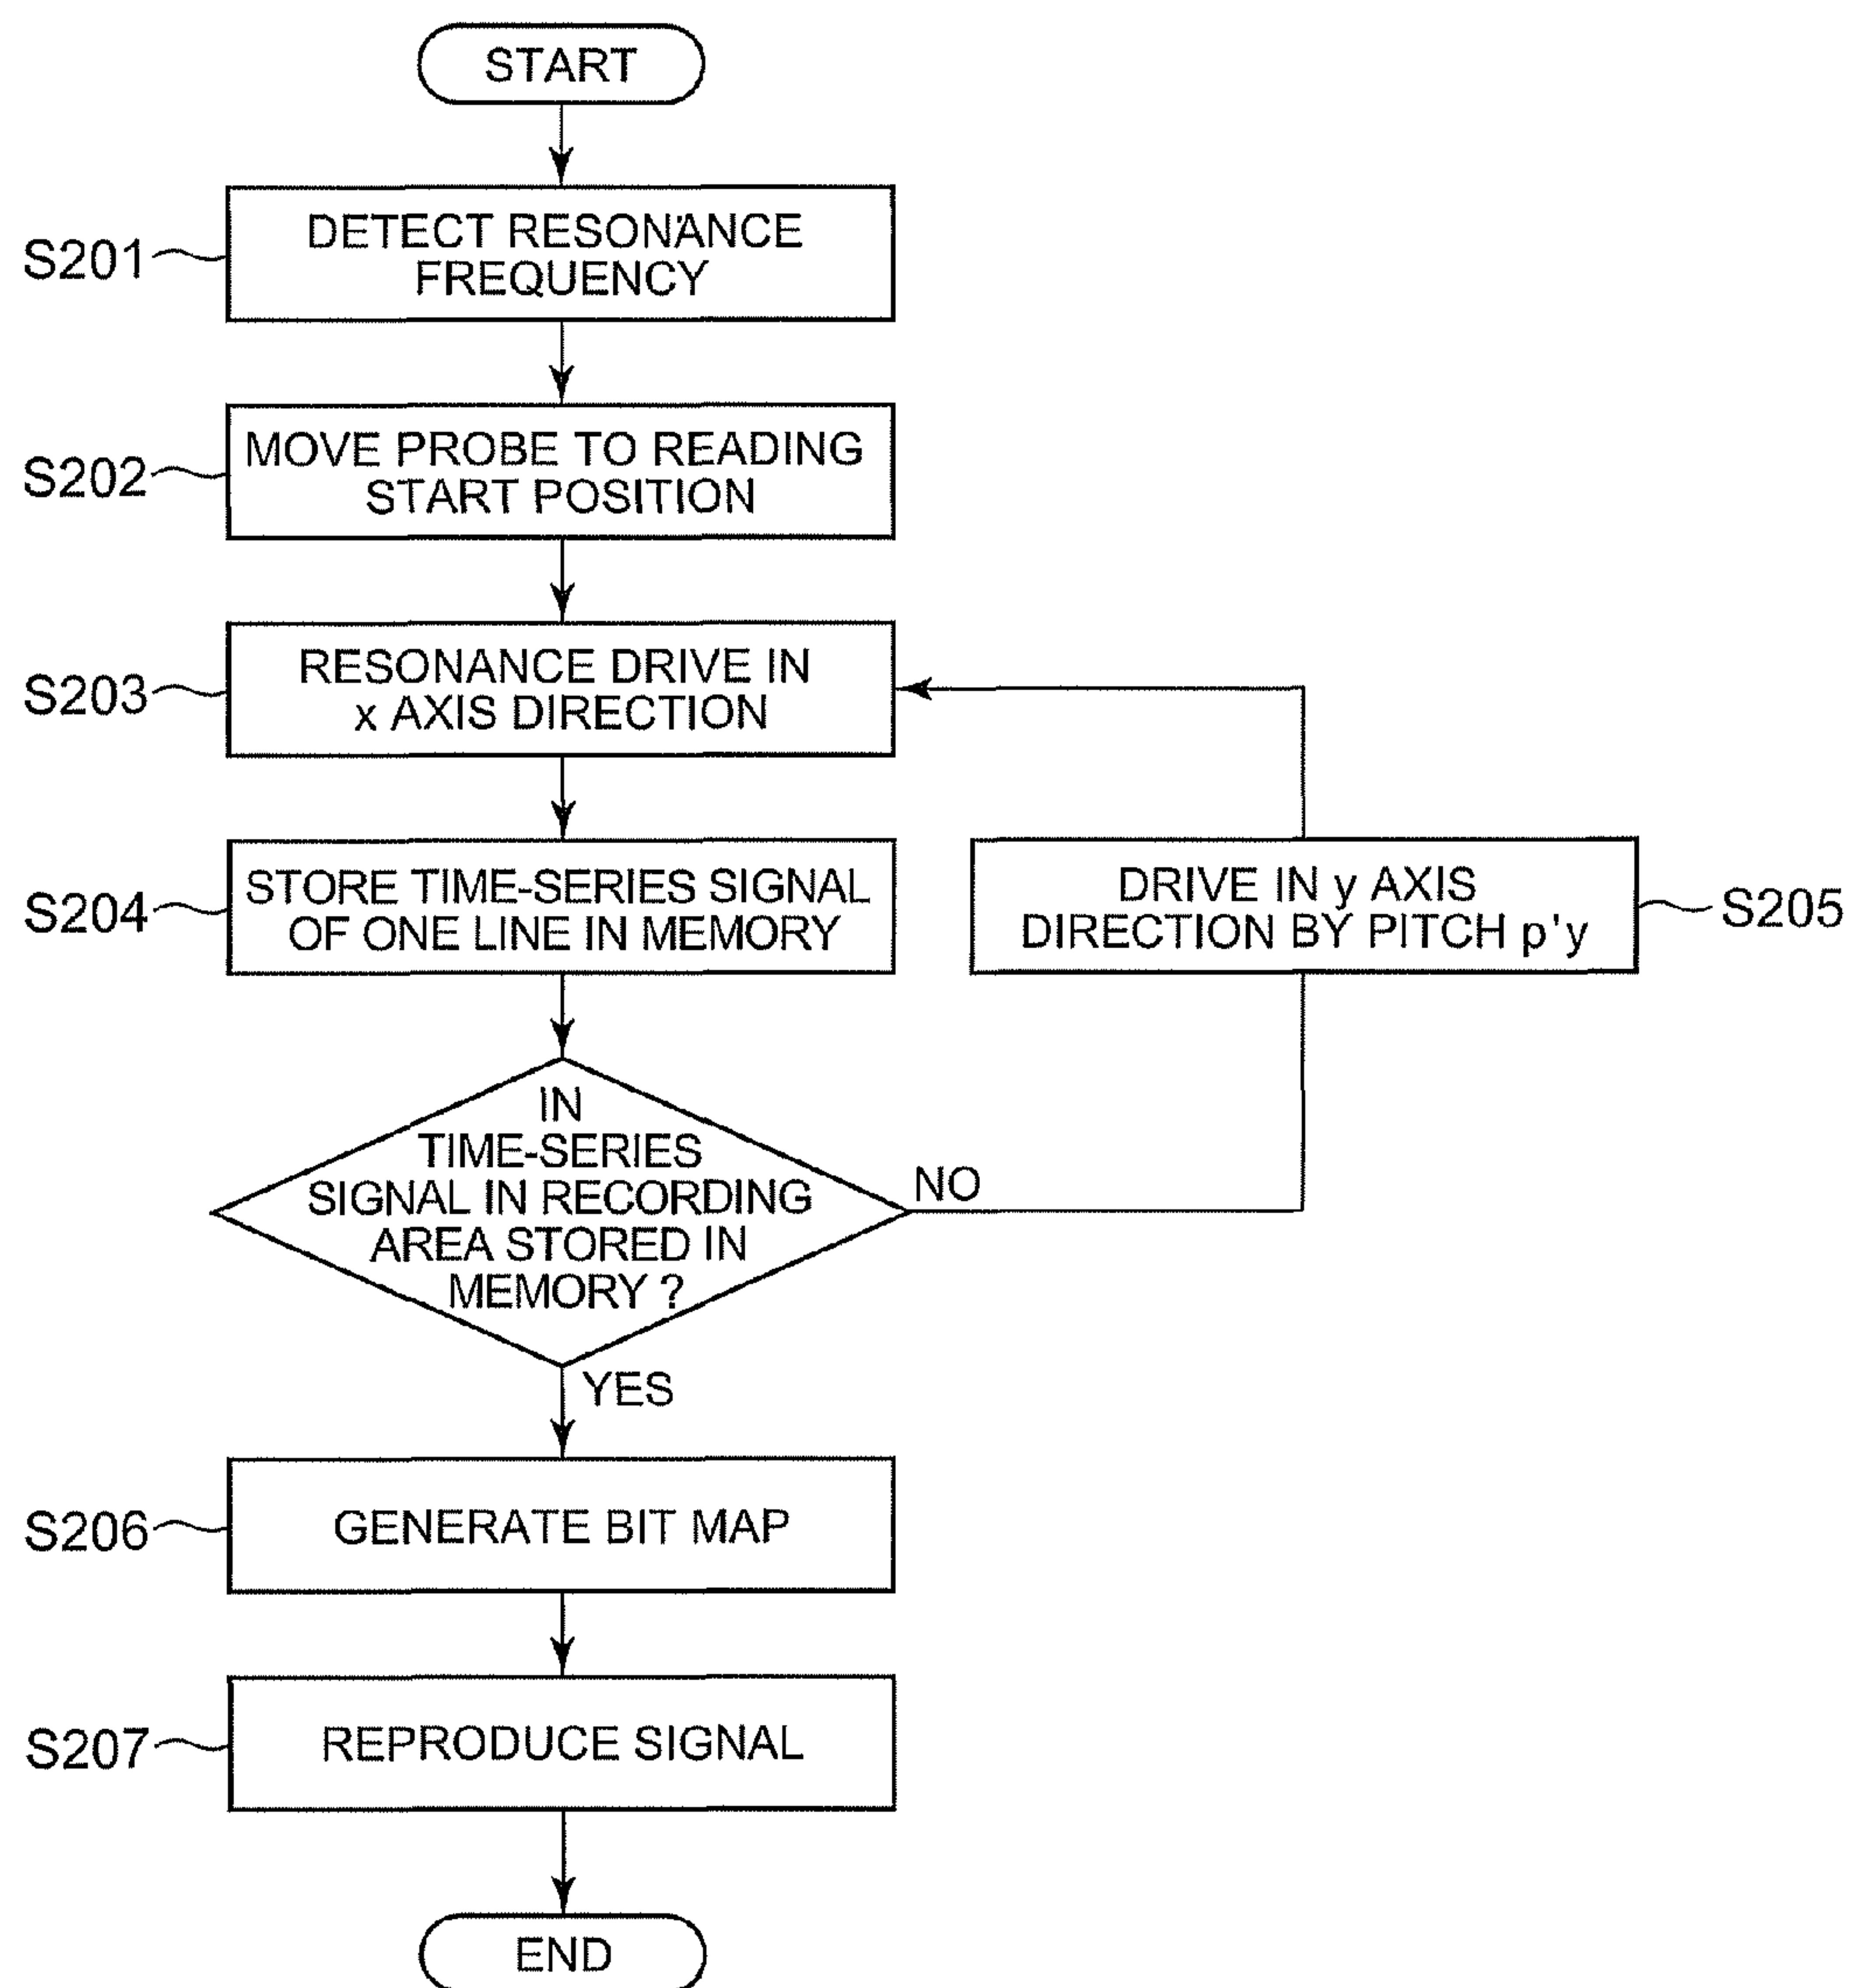 START
S201
DETECT RESONANCE
FREQUENCY
S202
MOVE PROBE TO READING
START POSITION
S203
RESONANCE DRIVE IN
x AXIS DIRECTION
S204
STORE TIME-SERIES SIGNAL
OF ONE LINE IN MEMORY
DRIVE IN y AXIS
DIRECTION BY PITCH p'y
S205
IN
TIME-SERIES
SIGNAL IN RECORDING
AREA STORED IN
MEMORY ?
NO
YES
S206
GENERATE BIT MAP
S207
REPRODUCE SIGNAL
END